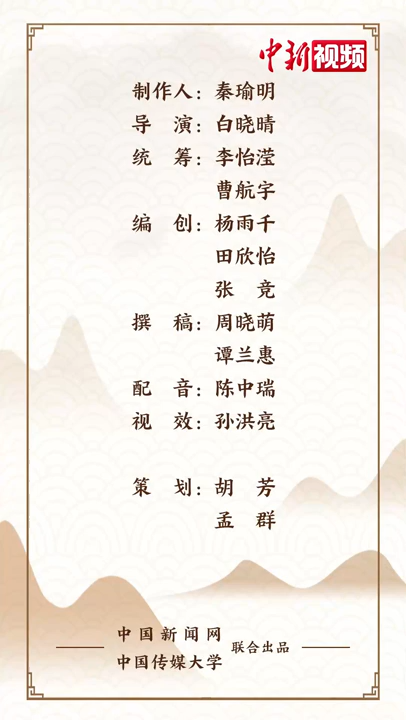 中新视频
制作人：秦瑜明
导 演：白晓晴
统 筹：李怡滢
曹航宇
编 创：杨雨千
田欣怡
张 竞
撰 稿：周晓萌
谭兰惠
配 音：陈中瑞
视 效：孙洪亮
策 划：胡 芳
孟 群
中国新闻网
中国传媒大学
联合出品